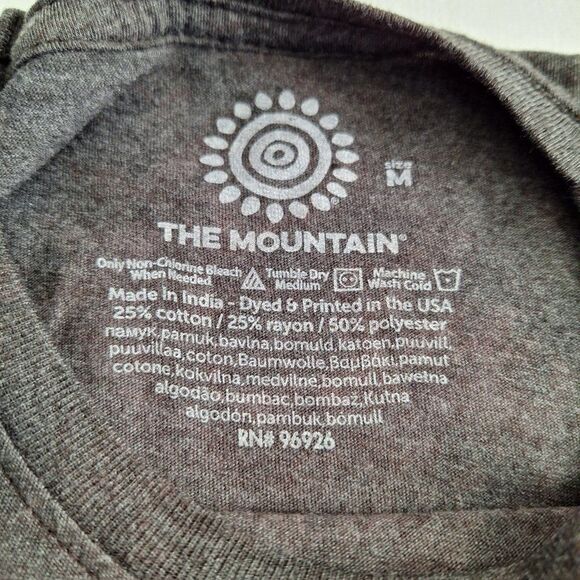 size
M
THE MOUNTAIN®
Only Non-Chlorine Bleach When Needed
Tumble Dry Medium
Machine Wash Cold
Made in India - Dyed & Printed in the USA
25% cotton / 25% rayon / 50% polyester
памук,pamuk,bavlna,bomuld,katoen,puuvill,
puuvillaa,coton,Baumwolle,Βαμβάκι,pamut
cotone,kokvilna,medvilne,bomull,bawełna
algodão,bumbac,bombaz,Kutna
algodón,pambuk,bomull
RN# 96926